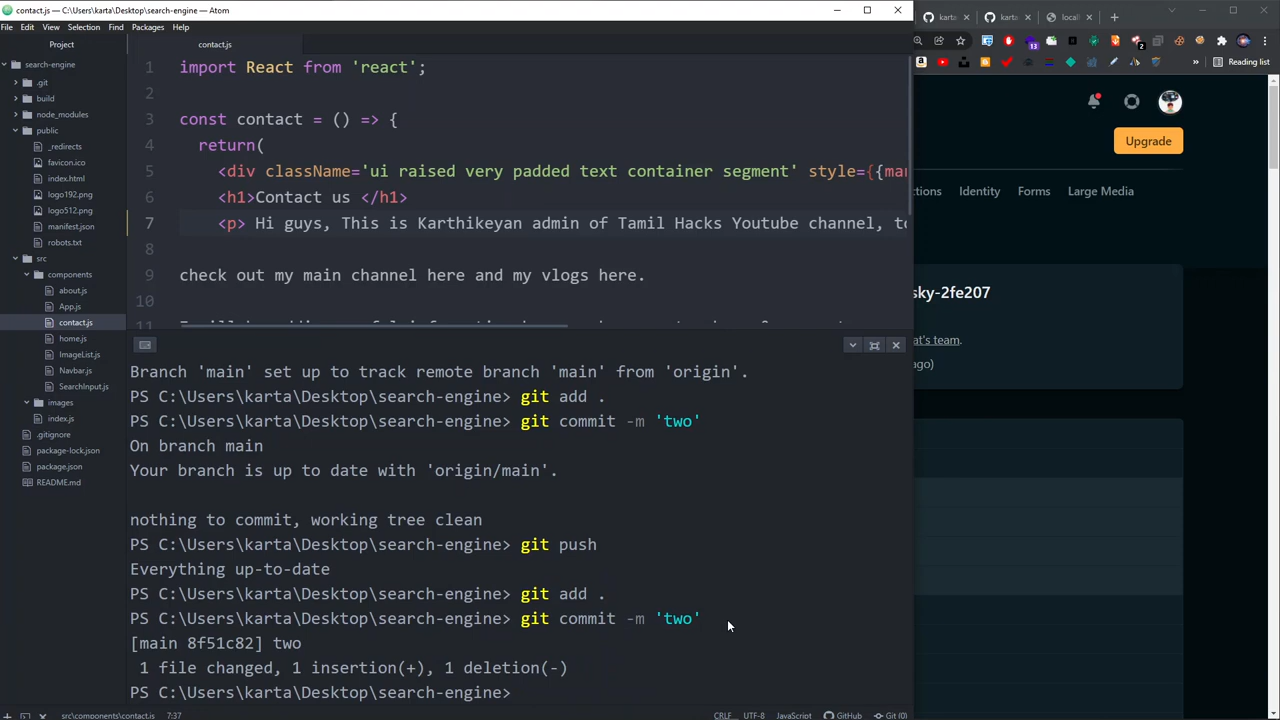 contact.js — C:\Users\karta\Desktop\search-engine — Atom
File Edit View Selection Find Packages Help
Project
search-engine
.git
build
node_modules
public
_redirects
favicon.ico
index.html
logo192.png
logo512.png
manifest.json
robots.txt
src
components
about.js
App.js
contact.js
home.js
ImageList.js
Navbar.js
SearchInput.js
images
index.js
.gitignore
package-lock.json
package.json
README.md
contact.js
1 import React from 'react';
2
3 const contact = () => {
4 return(
5 <div className='ui raised very padded text container segment' style={{mar
6 <h1>Contact us </h1>
7 <p> Hi guys, This is Karthikeyan admin of Tamil Hacks Youtube channel, to
8
9 check out my main channel here and my vlogs here.
10
11
Branch 'main' set up to track remote branch 'main' from 'origin'.
PS C:\Users\karta\Desktop\search-engine> git add .
PS C:\Users\karta\Desktop\search-engine> git commit -m 'two'
On branch main
Your branch is up to date with 'origin/main'.
nothing to commit, working tree clean
PS C:\Users\karta\Desktop\search-engine> git push
Everything up-to-date
PS C:\Users\karta\Desktop\search-engine> git add .
PS C:\Users\karta\Desktop\search-engine> git commit -m 'two'
[main 8f51c82] two
1 file changed, 1 insertion(+), 1 deletion(-)
PS C:\Users\karta\Desktop\search-engine>
src\components\contact.js 7:37 CRLF UTF-8 JavaScript GitHub Git (0)
karta karta local
13 2
Reading list
Upgrade
ctions Identity Forms Large Media
sky-2fe207
at's team.
ago)